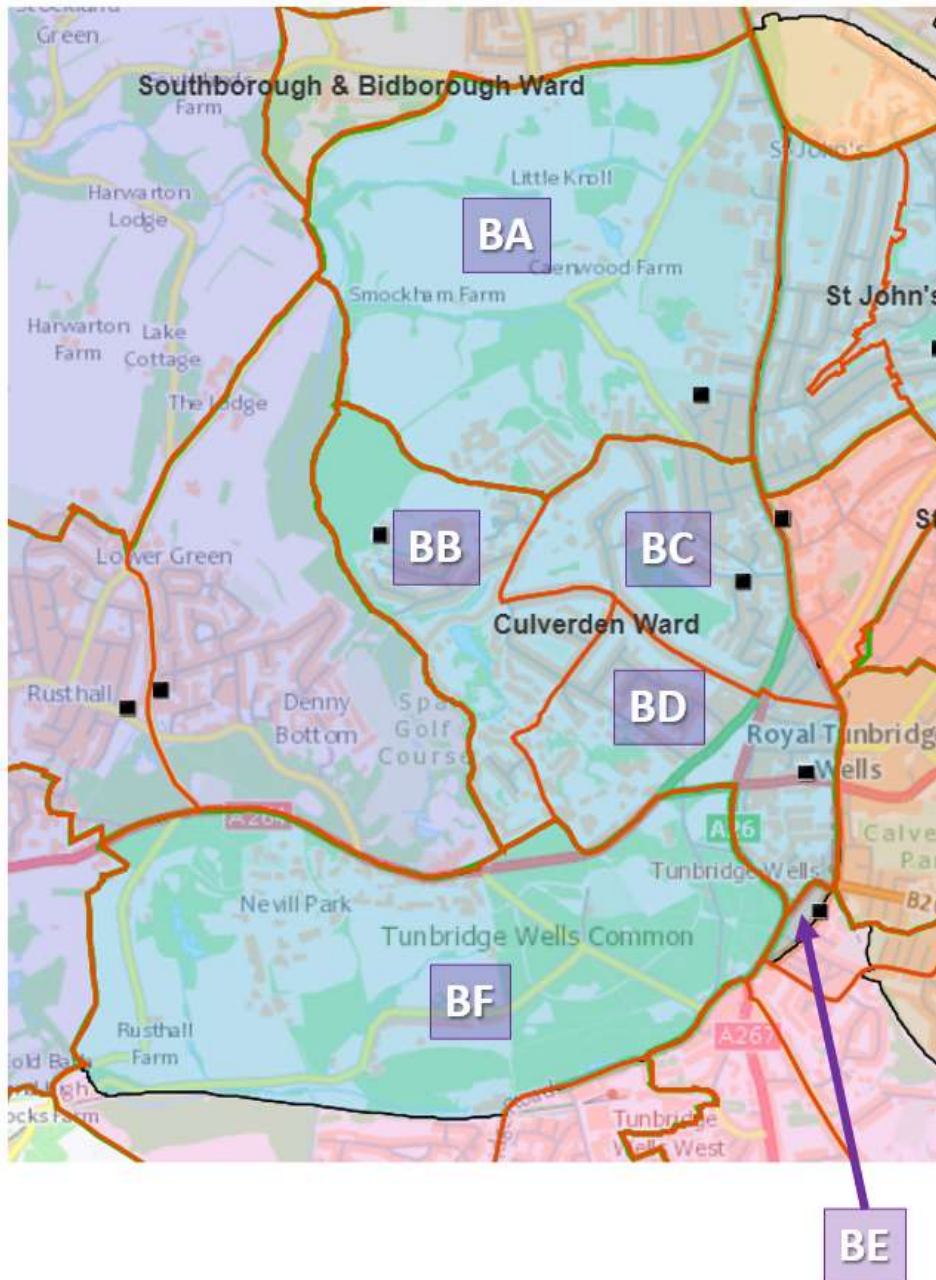 Green
Southborough & Bidborough Ward
Farm
St John's
Little Knoll
Harwarton
Lodge
BA
Caenwood Farm
Smockham Farm
St John's
Harwarton
Farm
Lake
Cottage
The Lodge
BB
BC
Lower Green
Culverden Ward
Rusthall
Denny
Bottom
Spa
Golf
Course
BD
Royal Tunbridge
Wells
A264
A26
Tunbridge Wells
Nevill Park
Tunbridge Wells Common
BF
Rusthall
Farm
A267
Tunbridge
Wells West
BE